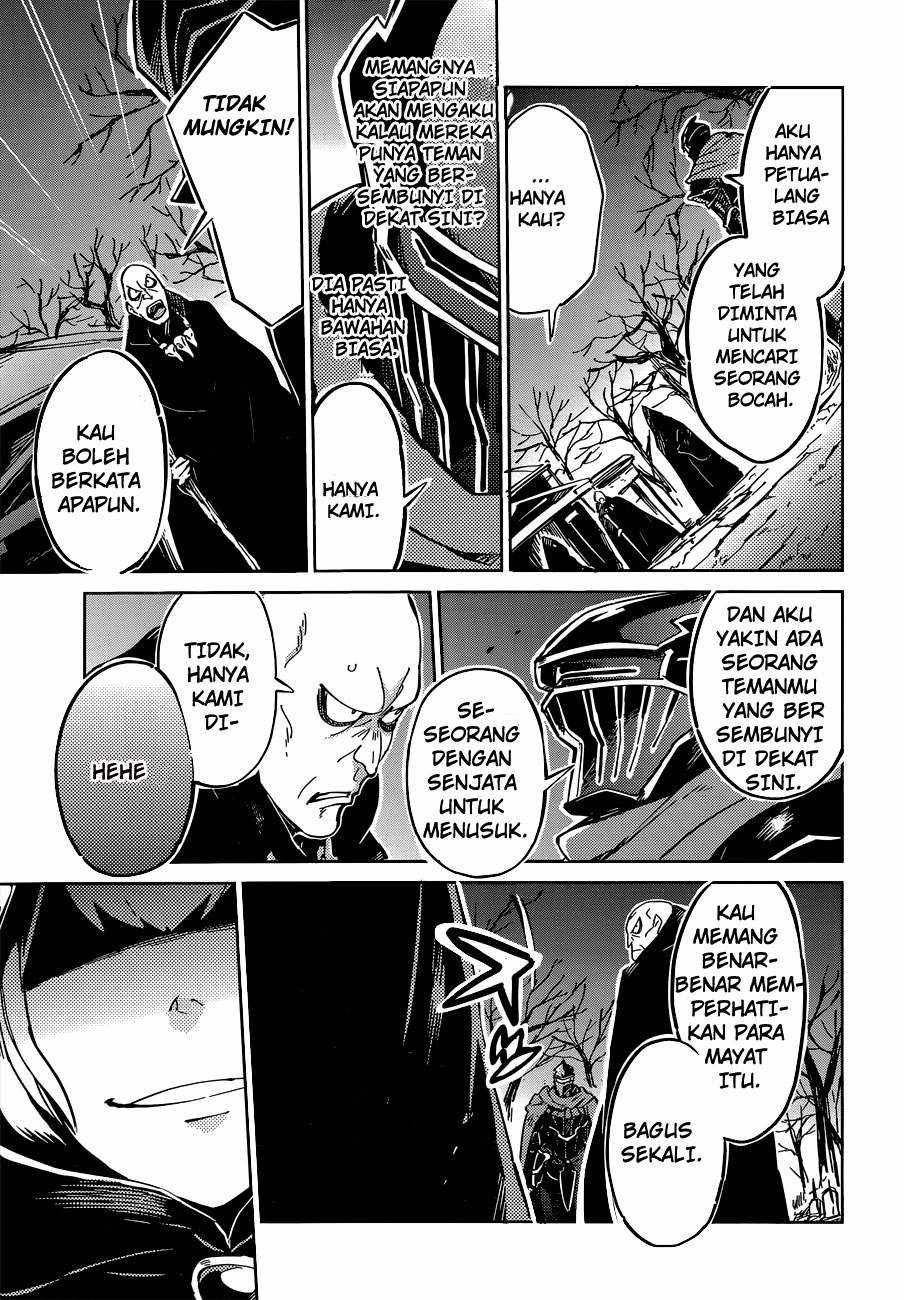 AKU
HANYA
PETUA-
LANG
BIASA
YANG
TELAH
DIMINTA
UNTUK
MENCARI
SEORANG
BOCAH.
...
HANYA
KAU?
MEMANGNYA
SIAPAPUN
AKAN MENGAKU
KALAU MEREKA
PUNYA TEMAN
YANG BER-
SEMBUNYI DI
DEKAT SINI?
DIA PASTI
HANYA
BAWAHAN
BIASA.
HANYA
KAMI.
TIDAK
MUNGKIN!
KAU
BOLEH
BERKATA
APAPUN.
DAN AKU
YAKIN ADA
SEORANG
TEMANMU
YANG BER
SEMBUNYI
DI DEKAT
SINI.
SE-
SEORANG
DENGAN
SENJATA
UNTUK
MENUSUK.
TIDAK,
HANYA
KAMI
DI-
HEHE
KAU
MEMANG
BENAR-
BENAR MEM-
PERHATI-
KAN PARA
MAYAT
ITU.
BAGUS
SEKALI.